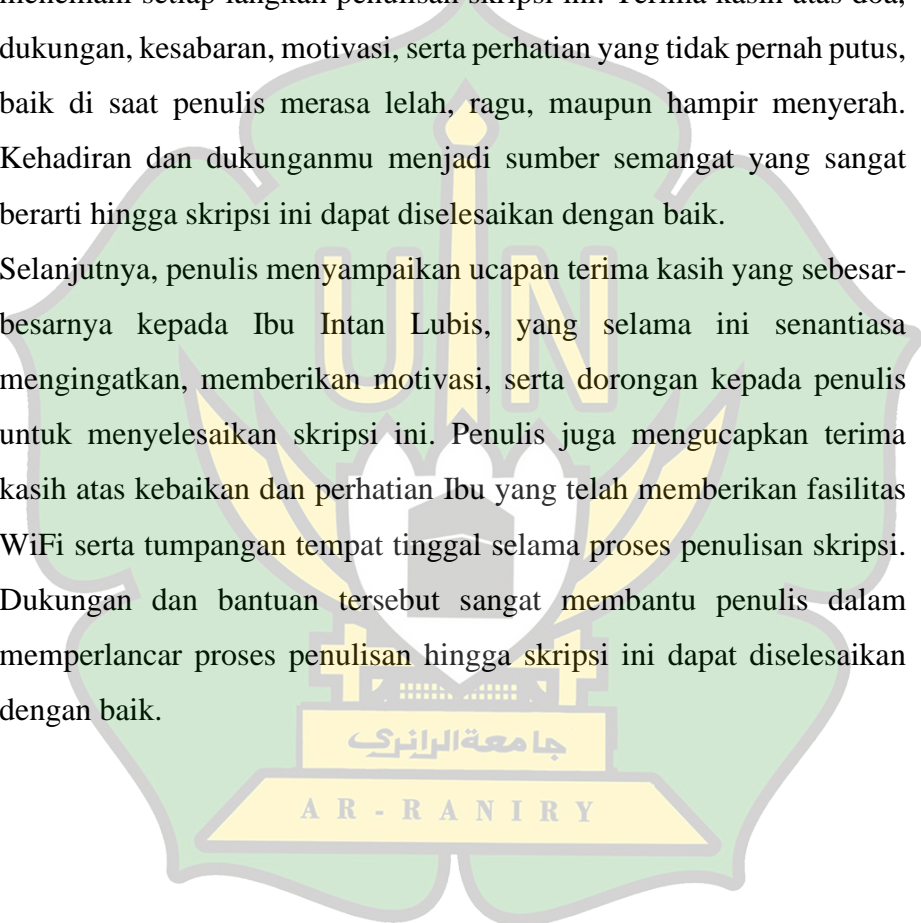 menemani setiap langkah penulisan skripsi ini. Terima kasih atas doa,
dukungan, kesabaran, motivasi, serta perhatian yang tidak pernah putus,
baik di saat penulis merasa lelah, ragu, maupun hampir menyerah.
Kehadiran dan dukunganmu menjadi sumber semangat yang sangat
berarti hingga skripsi ini dapat diselesaikan dengan baik.
Selanjutnya, penulis menyampaikan ucapan terima kasih yang sebesar-
besarnya kepada Ibu Intan Lubis, yang selama ini senantiasa
mengingatkan, memberikan motivasi, serta dorongan kepada penulis
untuk menyelesaikan skripsi ini. Penulis juga mengucapkan terima
kasih atas kebaikan dan perhatian Ibu yang telah memberikan fasilitas
WiFi serta tumpangan tempat tinggal selama proses penulisan skripsi.
Dukungan dan bantuan tersebut sangat membantu penulis dalam
memperlancar proses penulisan hingga skripsi ini dapat diselesaikan
dengan baik.
UIN
جامعة الرانري
AR-RANIRY